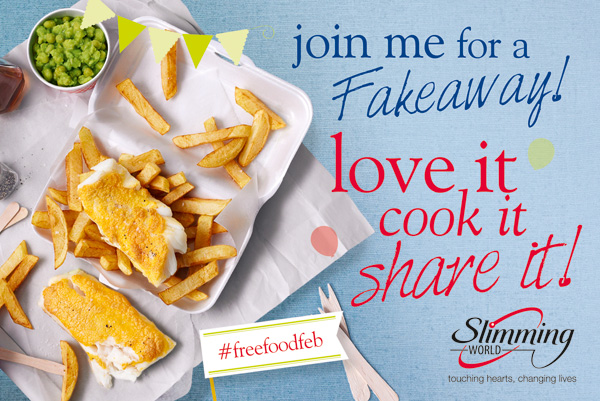 join me for a
Fakeaway!
love it
cook it
share it!
#freefoodfeb
Slimming
WORLD
touching hearts, changing lives